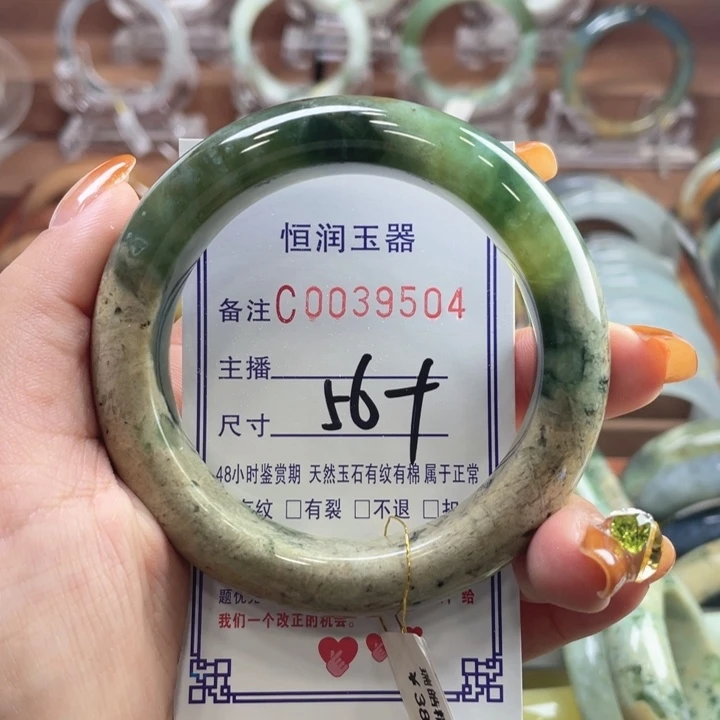 恒润玉器
备注C0039504
主播
尺寸 56+
48小时鉴赏期 天然玉石有纹有棉 属于正常
纹 □有裂 □不退 □
给
我们一个改正的机会。